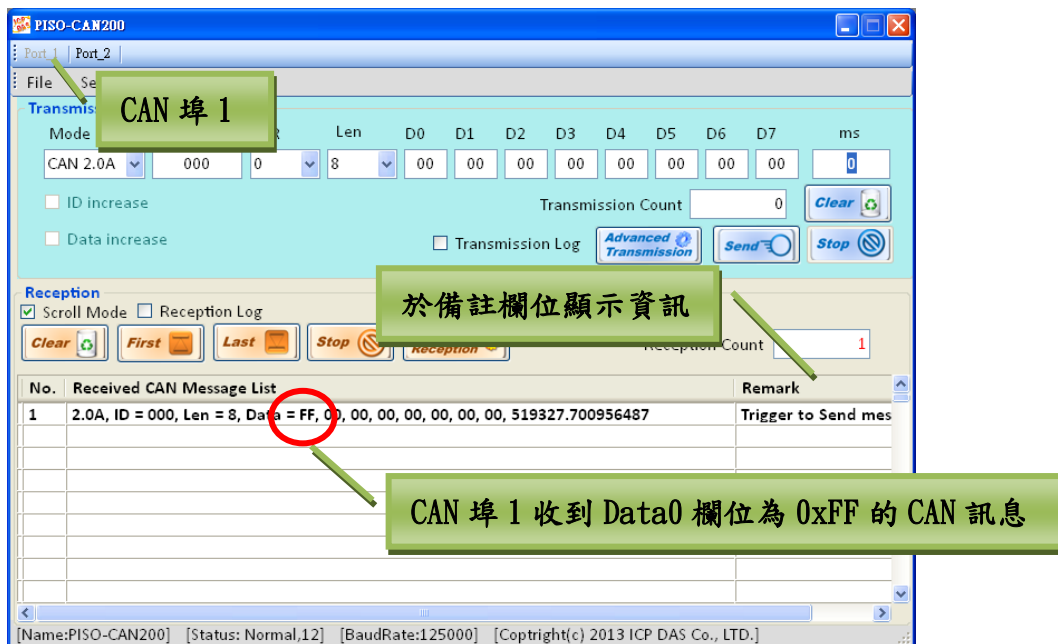 PISO-CAN200
Port_1 Port_2
File Se
CAN 埠 1
Transmis
Mode Len D0 D1 D2 D3 D4 D5 D6 D7 ms
CAN 2.0A 000 0 8 00 00 00 00 00 00 00 00 0
ID increase Transmission Count 0 Clear
Data increase Transmission Log Advanced Transmission Send Stop
Reception
Scroll Mode Reception Log
於備註欄位顯示資訊
Clear First Last Stop Reception Reception Count 1
No. Received CAN Message List Remark
1 2.0A, ID = 000, Len = 8, Data = FF, 00, 00, 00, 00, 00, 00, 00, 519327.700956487 Trigger to Send mes
CAN 埠 1 收到 Data0 欄位為 0xFF 的 CAN 訊息
[Name:PISO-CAN200] [Status: Normal,12] [BaudRate:125000] [Coptright(c) 2013 ICP DAS Co., LTD.]